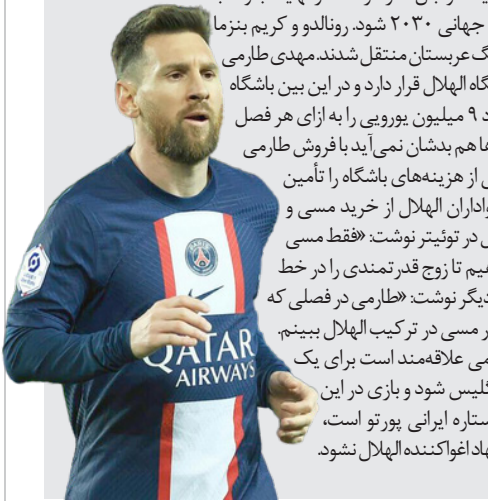 جهانی ۲۰۳۰ شود. رونالدو و کریم بنزما
گ عربستان منتقل شدند. مهدی طارمی
گاه الهلال قرار دارد و در این بین باشگاه
د ۹ میلیون یورویی را به ازای هر فصل
ها هم بدشان نمی‌آید با فروش طارمی
ی از هزینه‌های باشگاه را تأمین
واداران الهلال از خرید مسی و
ی در توئیتر نوشت: «فقط مسی
هیم تا زوج قدرتمندی را در خط
دیگر نوشت: «طارمی در فصلی که
ر مسی در ترکیب الهلال ببینم.
می علاقه‌مند است برای یک
گلیس شود و بازی در این
ستاره ایرانی پورتو است،
هاد اغواکننده الهلال نشود.
QATAR
AIRWAYS